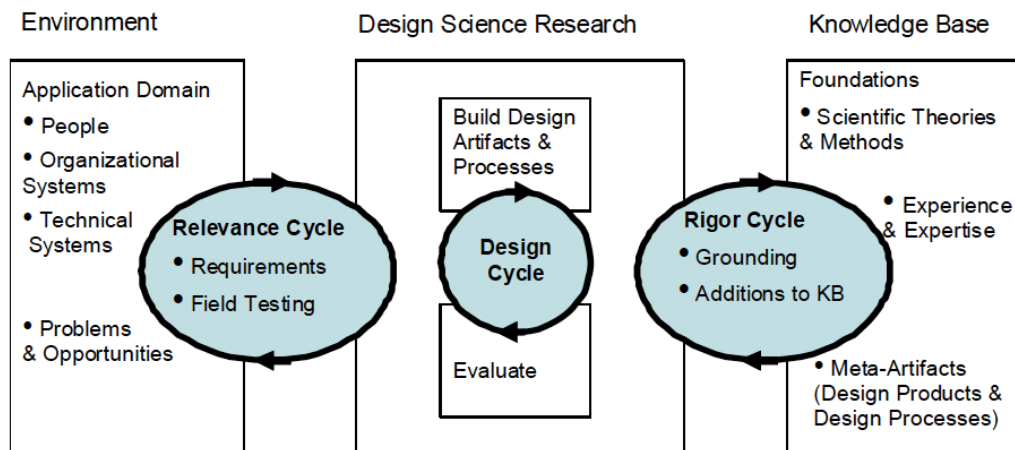 Environment
Design Science Research
Knowledge Base
Application Domain
• People
• Organizational
Systems
• Technical
Systems
• Problems
& Opportunities
Relevance Cycle
• Requirements
• Field Testing
Build Design
Artifacts &
Processes
Design
Cycle
Evaluate
Rigor Cycle
• Grounding
• Additions to KB
Foundations
• Scientific Theories
& Methods
• Experience
& Expertise
• Meta-Artifacts
(Design Products &
Design Processes)